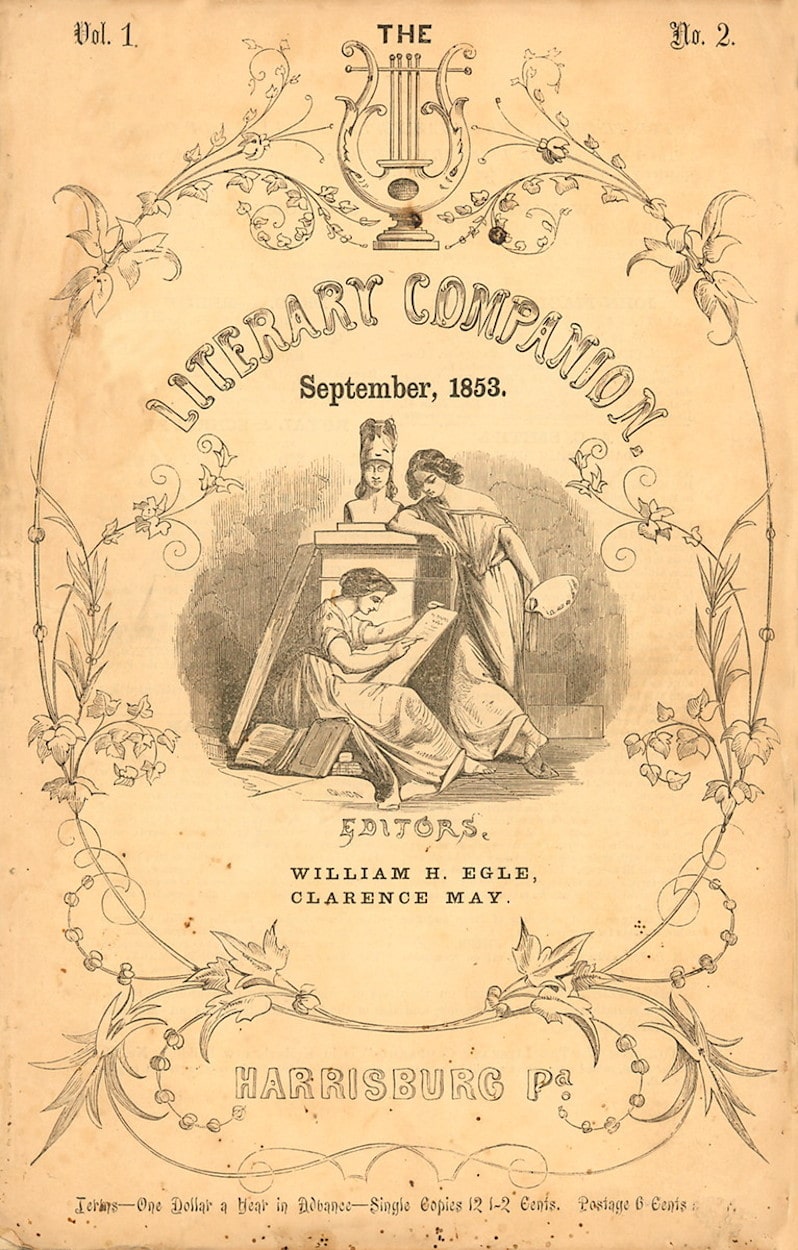 Vol. 1.
THE
No. 2.
LITERARY COMPANION.
September, 1853.
EDITORS.
WILLIAM H. EGLE,
CLARENCE MAY.
HARRISBURG Pa.
Terms—One Dollar a Year in Advance—Single Copies 12 1-2 Cents. Postage 6 Cents